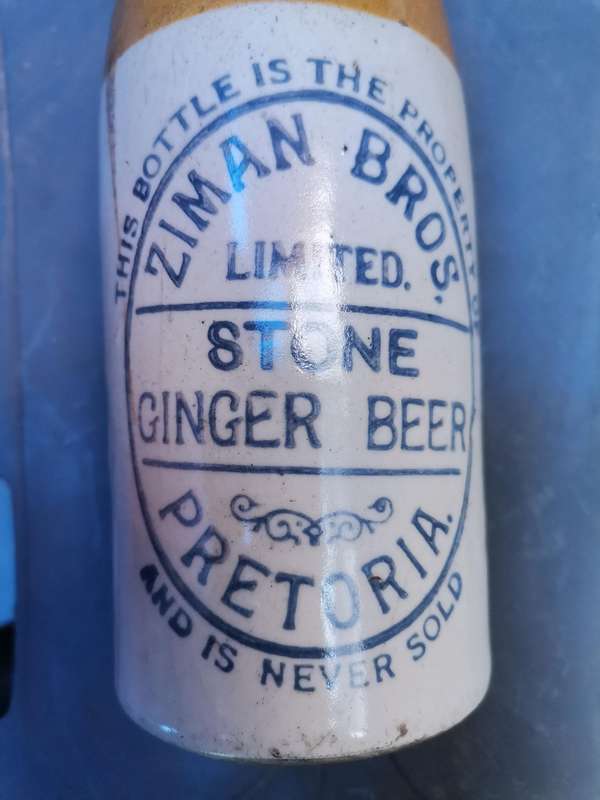 THIS BOTTLE IS THE PROPERTY OF
ZIMAN BROS.
LIMITED.
STONE
GINGER BEER
PRETORIA.
AND IS NEVER SOLD